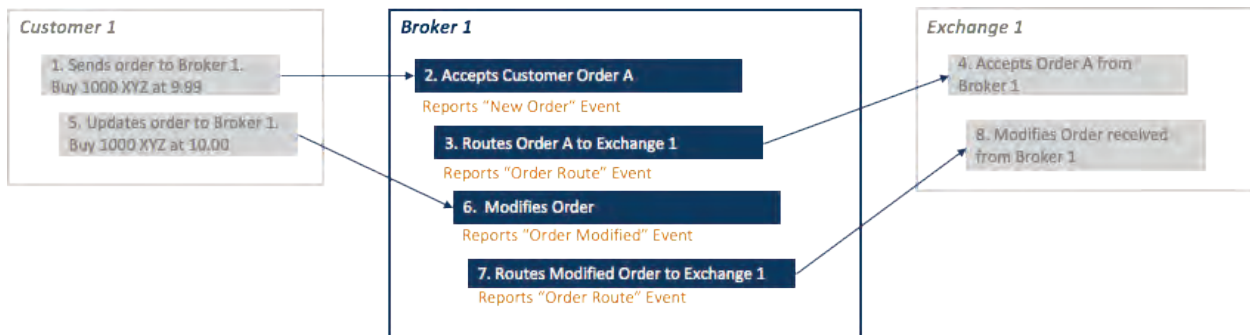 Customer 1
1. Sends order to Broker 1.
Buy 1000 XYZ at 9.99
5. Updates order to Broker 1.
Buy 1000 XYZ at 10.00
Broker 1
2. Accepts Customer Order A
Reports "New Order" Event
3. Routes Order A to Exchange 1
Reports "Order Route" Event
6. Modifies Order
Reports "Order Modified" Event
7. Routes Modified Order to Exchange 1
Reports "Order Route" Event
Exchange 1
4. Accepts Order A from
Broker 1
8. Modifies Order received
from Broker 1